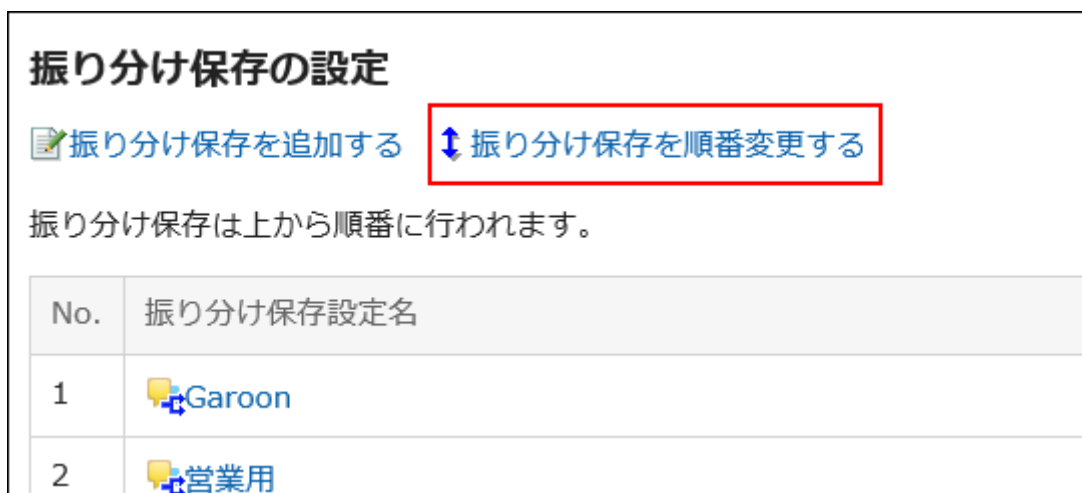 振り分け保存の設定
振り分け保存を追加する 振り分け保存を順番変更する
振り分け保存は上から順番に行われます。
No. 振り分け保存設定名
1 Garoon
2 営業用